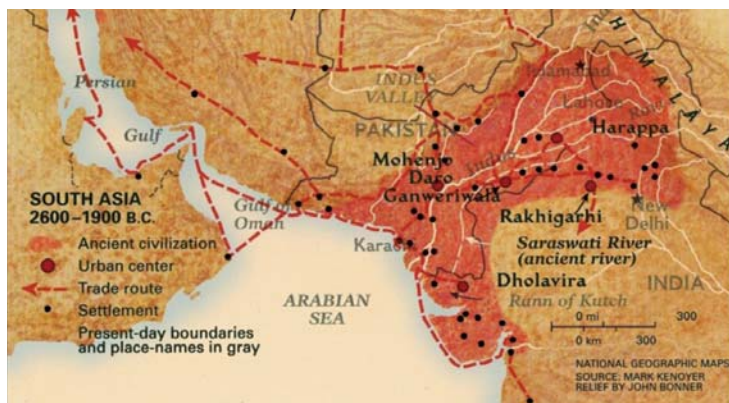 HIMALAYA
Islamabad
INDUS
VALLEY
Lahore
Ravi
Persian
PAKISTAN
Harappa
Gulf
Mohenjo
Daro
Indus
Ganweriwala
SOUTH ASIA
2600–1900 B.C.
Gulf of
Oman
Rakhigarhi
New
Delhi
Ancient civilization
Karachi
Saraswati River
(ancient river)
Urban center
Dholavira
INDIA
Trade route
Rann of Kutch
Settlement
ARABIAN
SEA
Present-day boundaries
and place-names in gray
0 mi 300
0 km 300
NATIONAL GEOGRAPHIC MAPS
SOURCE: MARK KENOYER
RELIEF BY JOHN BONNER